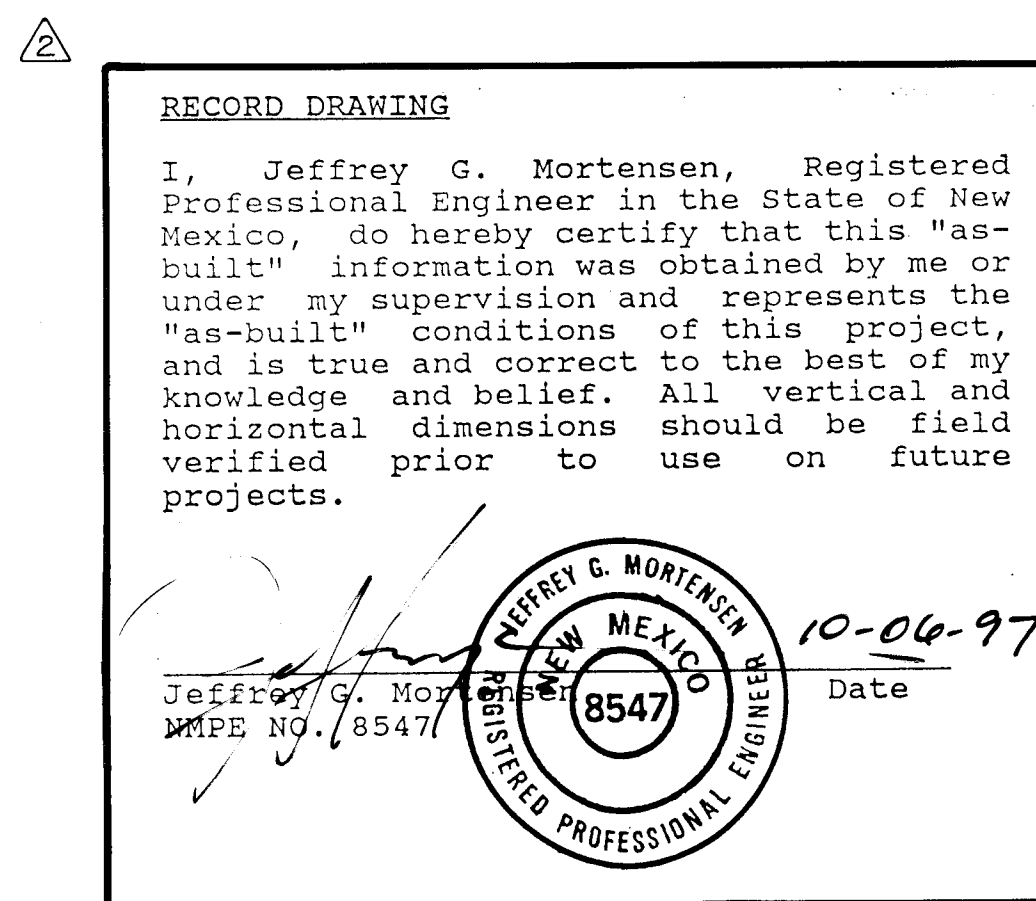 2
RECORD DRAWING
I, Jeffrey G. Mortensen, Registered
Professional Engineer in the State of New
Mexico, do hereby certify that this "as-
built" information was obtained by me or
under my supervision and represents the
"as-built" conditions of this project,
and is true and correct to the best of my
knowledge and belief. All vertical and
horizontal dimensions should be field
verified prior to use on future
projects.
JEFFREY G. MORTENSEN
NEW MEXICO
8547
REGISTERED PROFESSIONAL ENGINEER
10-06-97
Jeffrey G. Mortensen
Date
NMPE NO. 8547